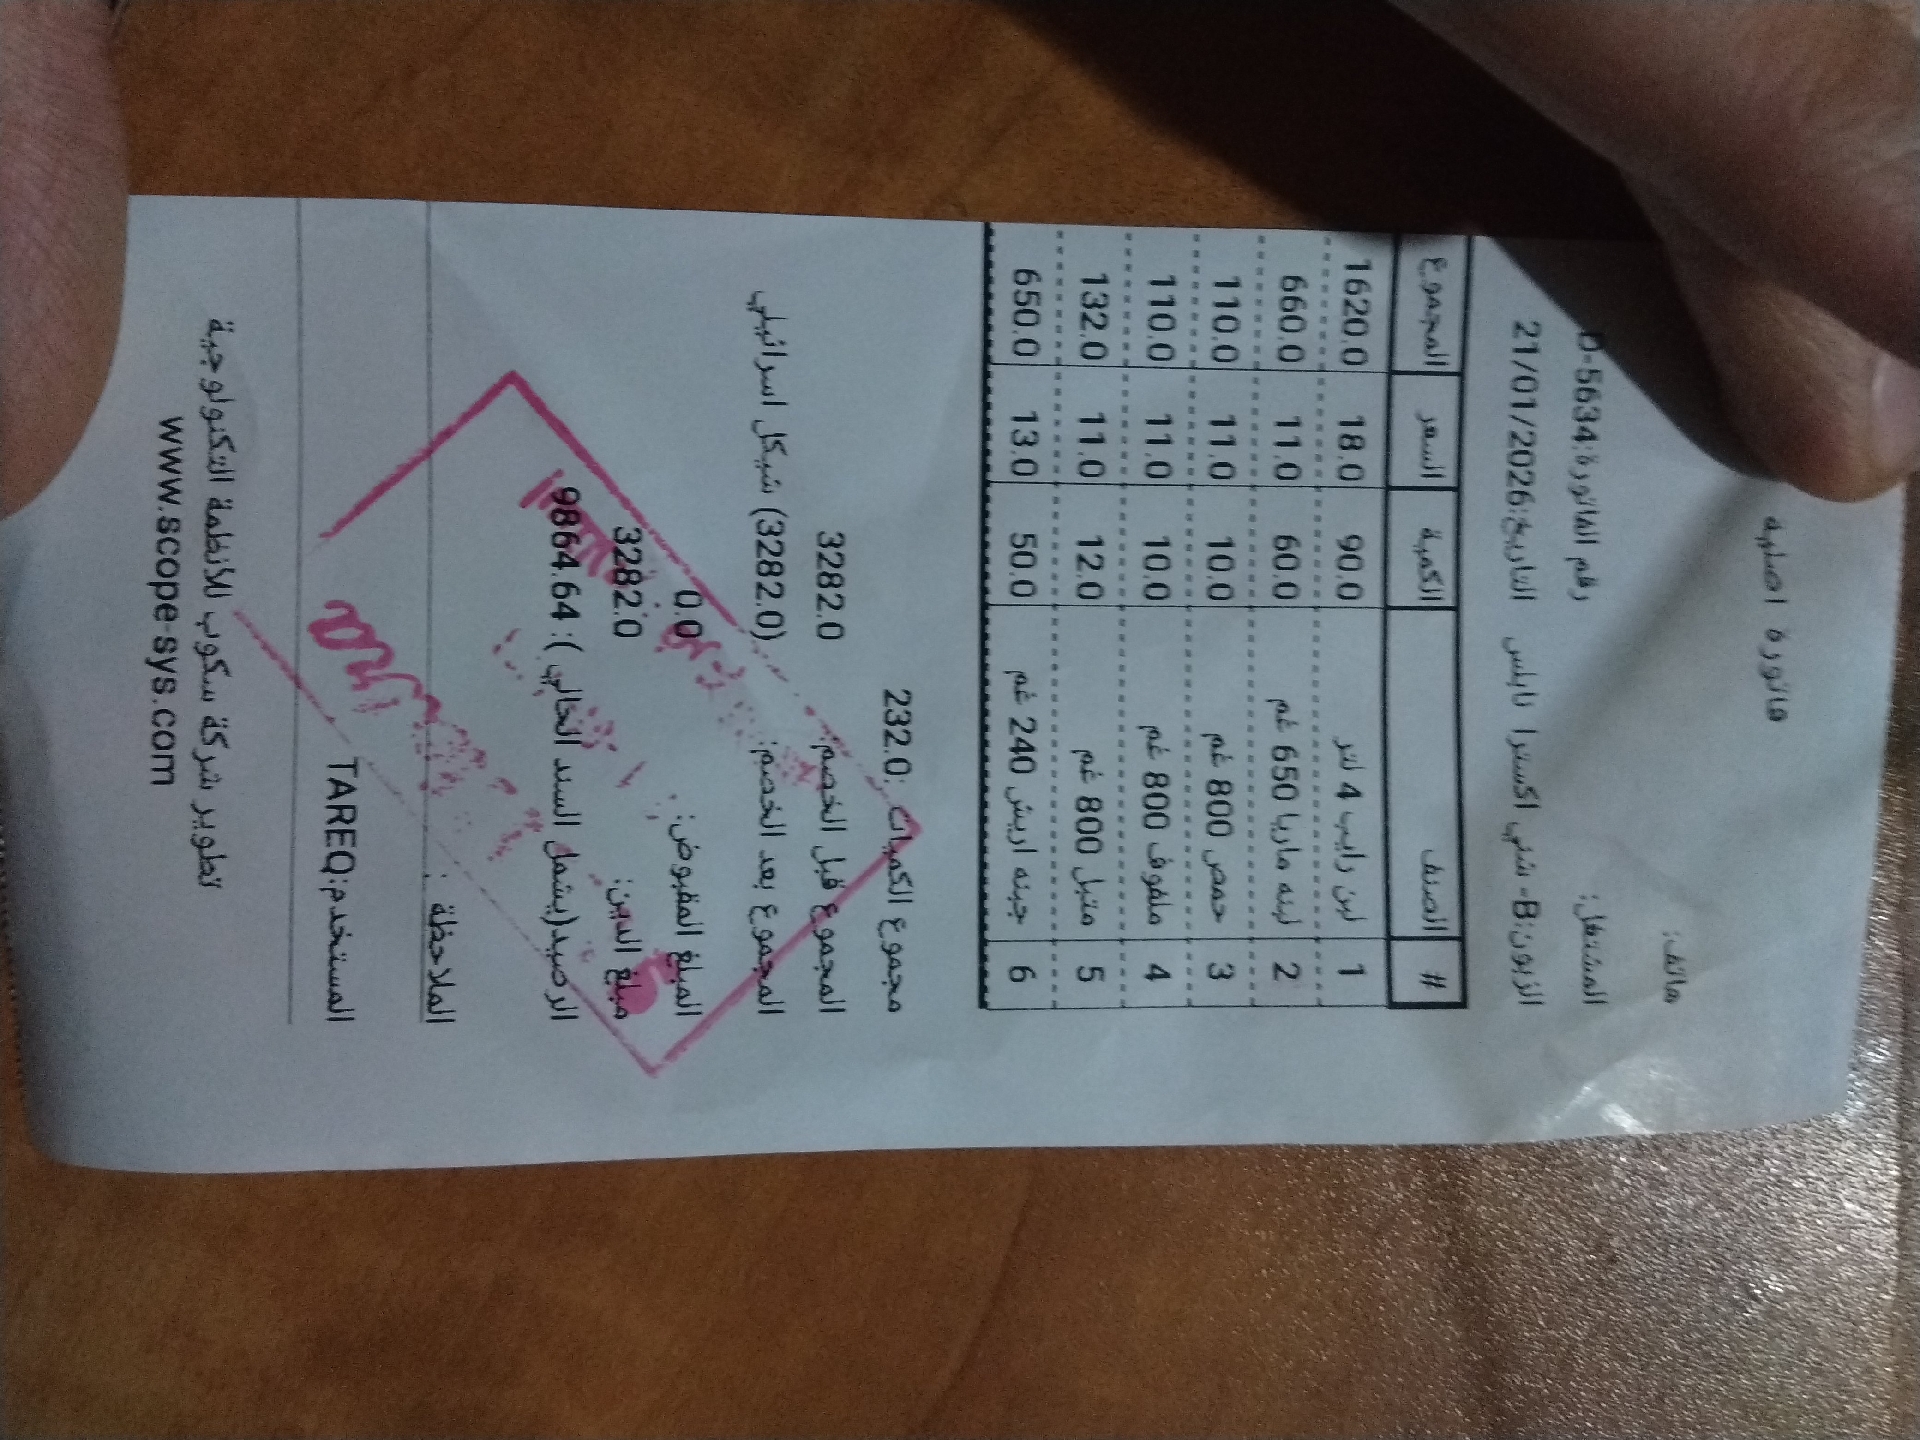 فاتورة اصلية
هاتف:
المشتغل: رقم الفاتورة:D-5634
الزبون:B- شني اكسترا نابلس التاريخ:21/01/2026
# الصنف الكمية السعر المجموع
1 لبن رايب 4 لتر 90.0 18.0 1620.0
2 لبنه ماريا 650 غم 60.0 11.0 660.0
3 حمص 800 غم 10.0 11.0 110.0
4 ملفوف 800 غم 10.0 11.0 110.0
5 متبل 800 غم 12.0 11.0 132.0
6 جبنه اريش 240 غم 50.0 13.0 650.0
مجموع الكميات :232.0
المجموع قبل الخصم: 3282.0
المجموع بعد الخصم: (3282.0) شيكل اسرائيلي
المبلغ المقبوض: 0.0
مبلغ الدين: 3282.0
الرصيد(يشمل السند الحالي ): 9864.64
الملاحظة :
المستخدم:TAREQ
تطوير شركة سكوب للأنظمة التكنولوجية
www.scope-sys.com